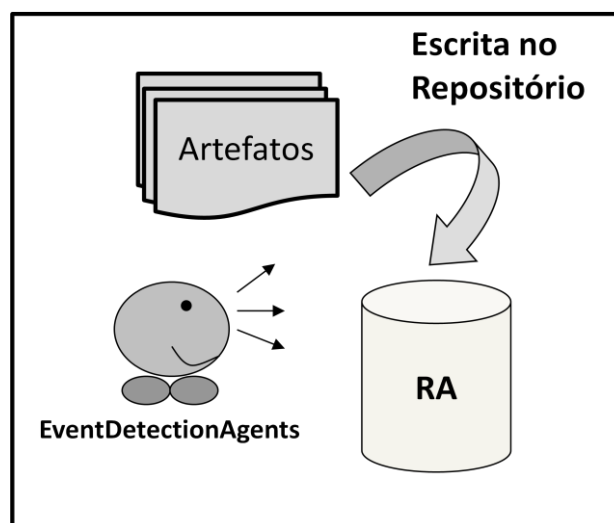 Escrita no
Repositório
Artefatos
RA
EventDetectionAgents